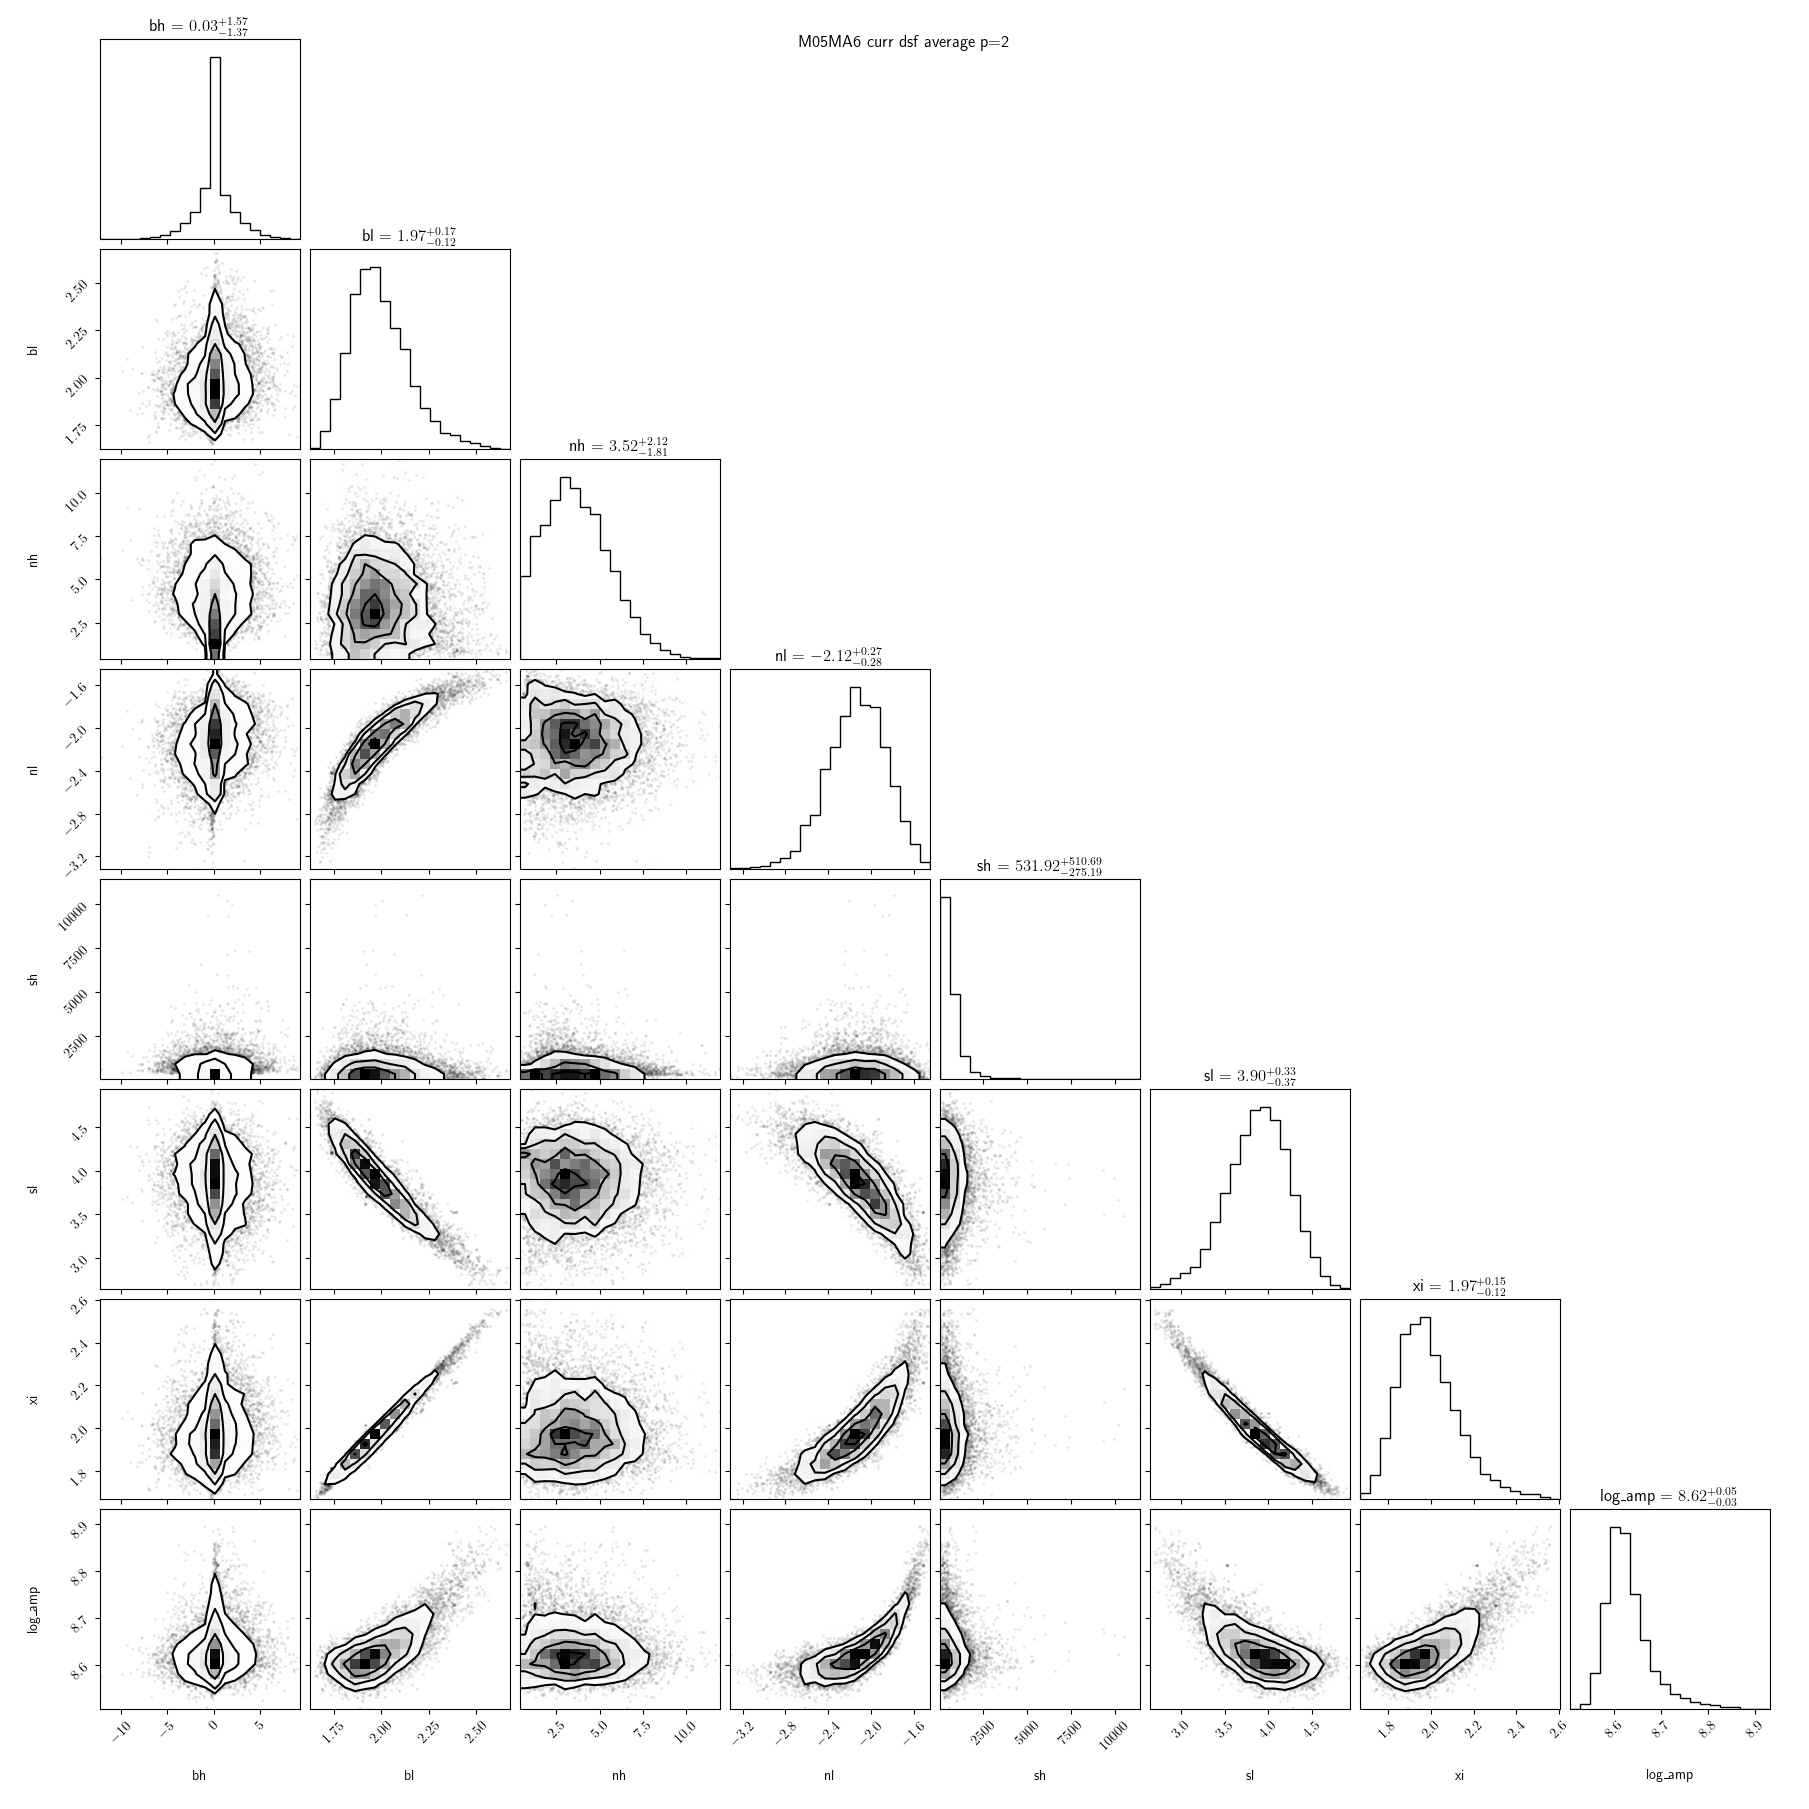 bh = 0.03+1.57 −1.37
M05MA6 curr dsf average p=2
bl = 1.97+0.17 −0.12
bl
2.50
2.25
2.00
1.75
nh = 3.52+2.12 −1.81
nh
10.0
7.5
5.0
2.5
nl = −2.12+0.27 −0.28
nl
−1.6
−2.0
−2.4
−2.8
−3.2
sh = 531.92+510.69 −275.19
sh
10000
7500
5000
2500
sl = 3.90+0.33 −0.37
sl
4.5
4.0
3.5
3.0
xi = 1.97+0.15 −0.12
xi
2.6
2.4
2.2
2.0
1.8
log_amp = 8.62+0.05 −0.03
log_amp
8.9
8.8
8.7
8.6
−10 −5 0 5 1.75 2.00 2.25 2.50 2.5 5.0 7.5 10.0 −3.2 −2.8 −2.4 −2.0 −1.6 2500 5000 7500 10000 3.0 3.5 4.0 4.5 1.8 2.0 2.2 2.4 2.6 8.6 8.7 8.8 8.9
bh bl nh nl sh sl xi log_amp